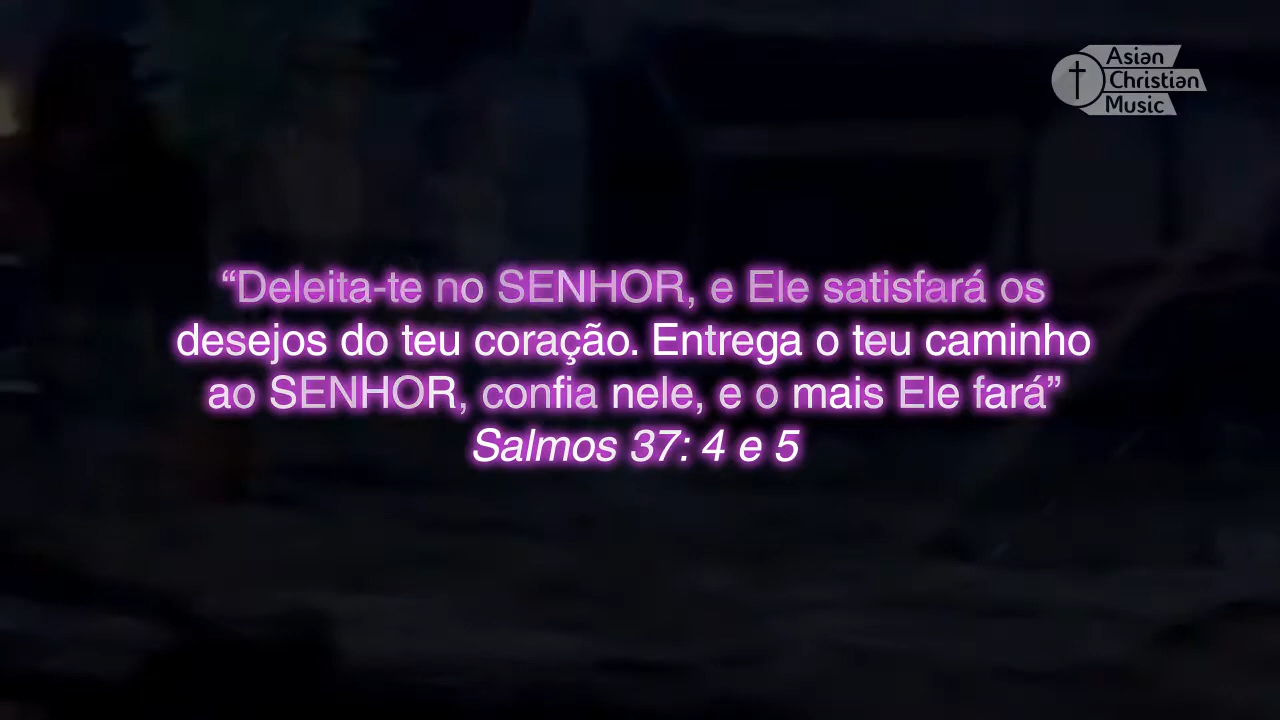 Asian
Christian
Music
“Deleita-te no SENHOR, e Ele satisfará os
desejos do teu coração. Entrega o teu caminho
ao SENHOR, confia nele, e o mais Ele fará”
Salmos 37: 4 e 5